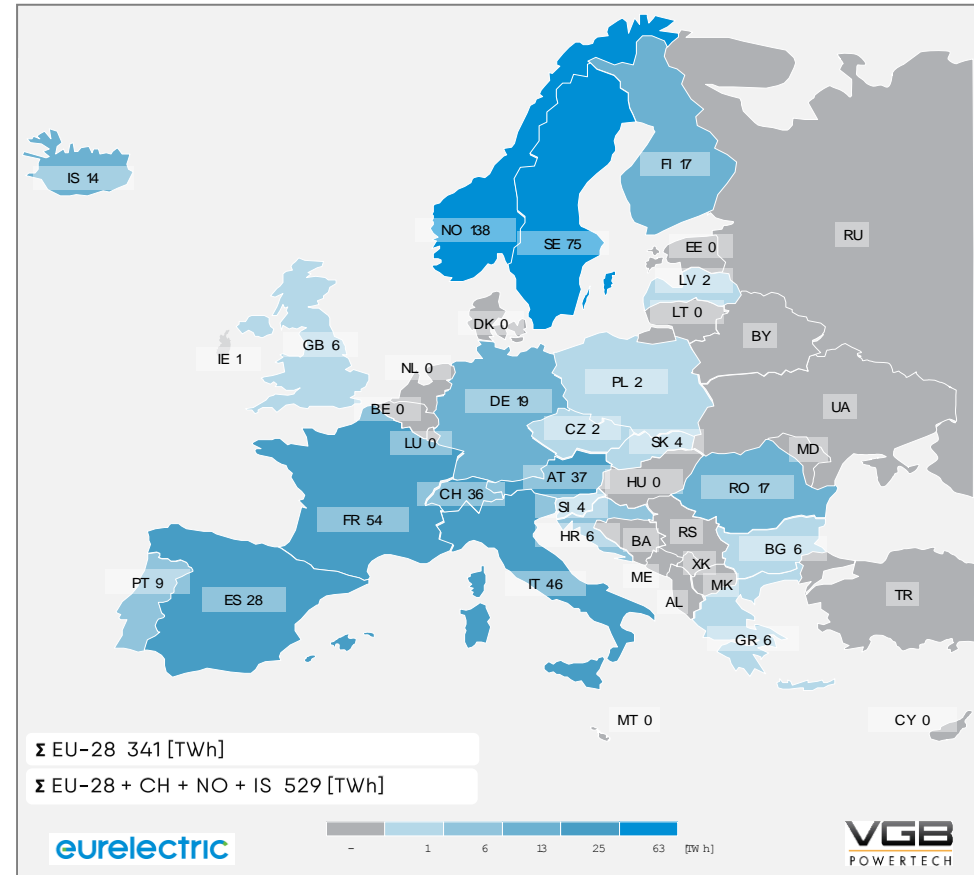 IS 14
FI 17
NO 138
SE 75
RU
EE 0
LV 2
LT 0
DK 0
BY
IE 1
GB 6
NL 0
PL 2
DE 19
BE 0
UA
CZ 2
LU 0
SK 4
MD
AT 37
HU 0
RO 17
CH 36
SI 4
FR 54
HR 6
BA
RS
BG 6
XK
ME
MK
PT 9
IT 46
ES 28
AL
TR
GR 6
MT 0
CY 0
Σ EU-28 341 [TWh]
Σ EU-28 + CH + NO + IS 529 [TWh]
– 1 6 13 25 63 [TWh]
eurelectric
VGB
POWERTECH